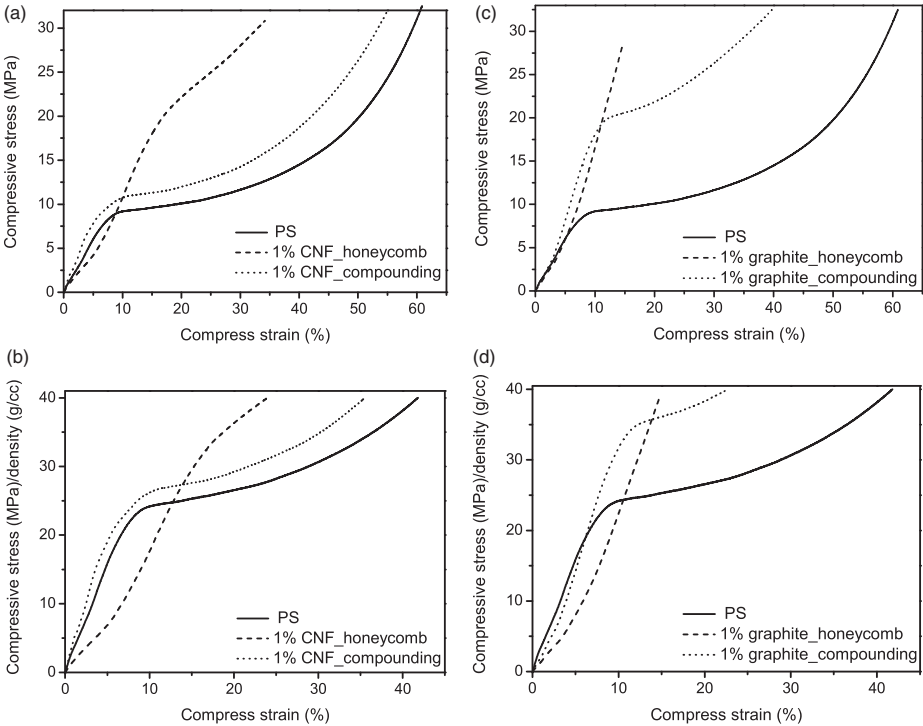 (a)
Compressive stress (MPa)
30
25
20
15
10
5
0
0 10 20 30 40 50 60
Compress strain (%)
PS
1% CNF_honeycomb
1% CNF_compounding
(c)
Compressive stress (MPa)
30
25
20
15
10
5
0
0 10 20 30 40 50 60
Compress strain (%)
PS
1% graphite_honeycomb
1% graphite_compounding
(b)
Compressive stress (MPa)/density (g/cc)
40
30
20
10
0
0 10 20 30 40
Compress strain (%)
PS
1% CNF_honeycomb
1% CNF_compounding
(d)
Compressive stress (MPa)/density (g/cc)
40
30
20
10
0
0 10 20 30 40
Compress strain (%)
PS
1% graphite_honeycomb
1% graphite_compounding